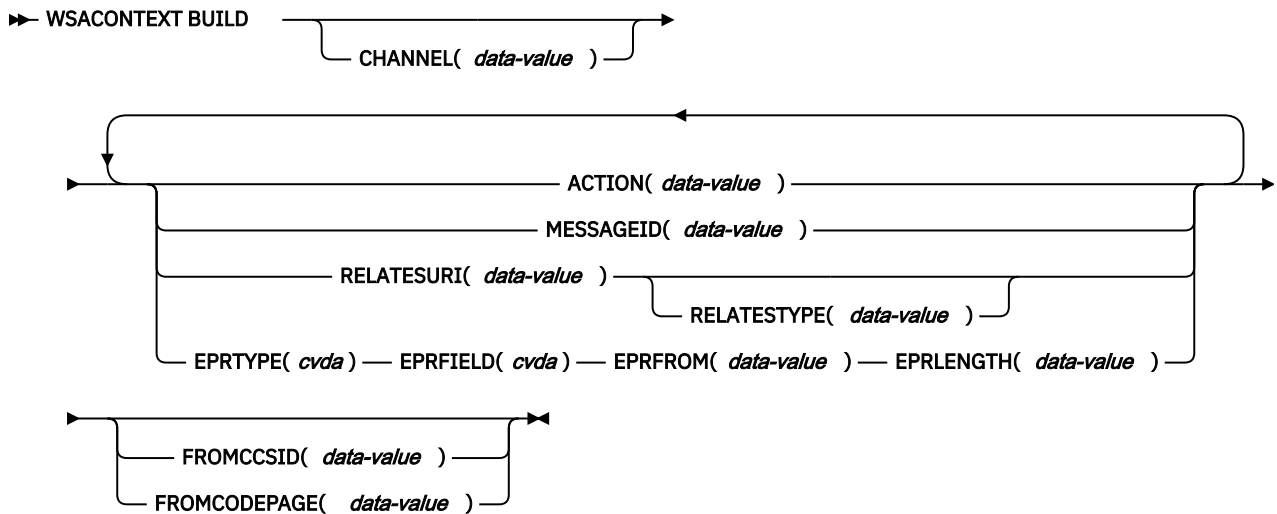 WSACONTEXT BUILD
CHANNEL( data-value )
ACTION( data-value )
MESSAGEID( data-value )
RELATESURI( data-value )
RELATESTYPE( data-value )
EPRTYPE( cvda ) EPRFIELD( cvda ) EPRFROM( data-value ) EPRLENGTH( data-value )
FROMCCSID( data-value )
FROMCODEPAGE( data-value )